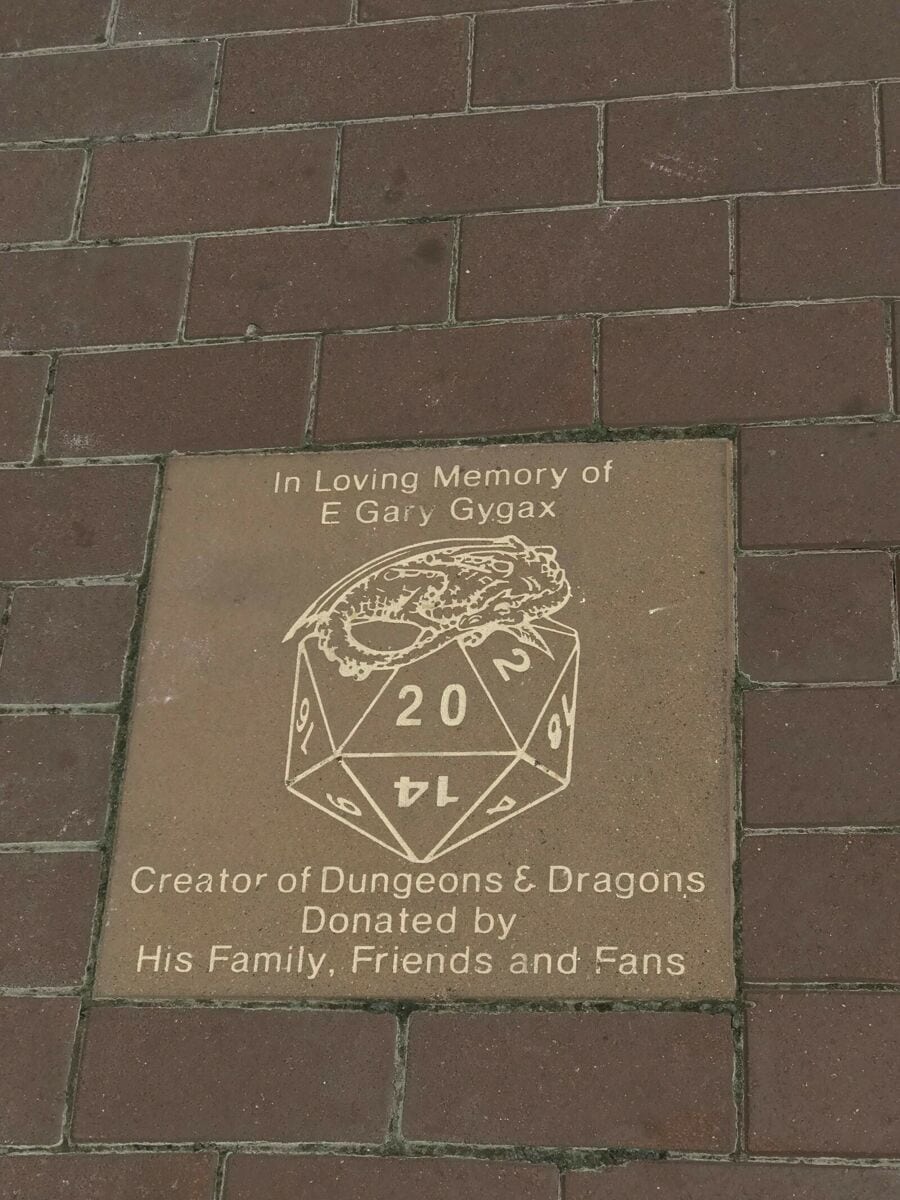 In Loving Memory of
E Gary Gygax
2
20
14
Creator of Dungeons & Dragons
Donated by
His Family, Friends and Fans